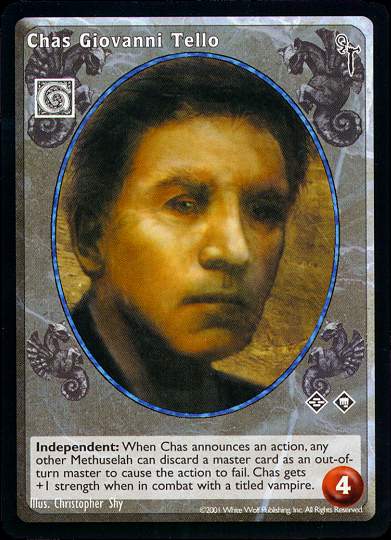 Chas Giovanni Tello
G
Independent: When Chas announces an action, any
other Methuselah can discard a master card as an out-of-
turn master to cause the action to fail. Chas gets
+1 strength when in combat with a titled vampire.
4
Illus. Christopher Shy
©2001 White Wolf Publishing, Inc. All Rights Reserved.